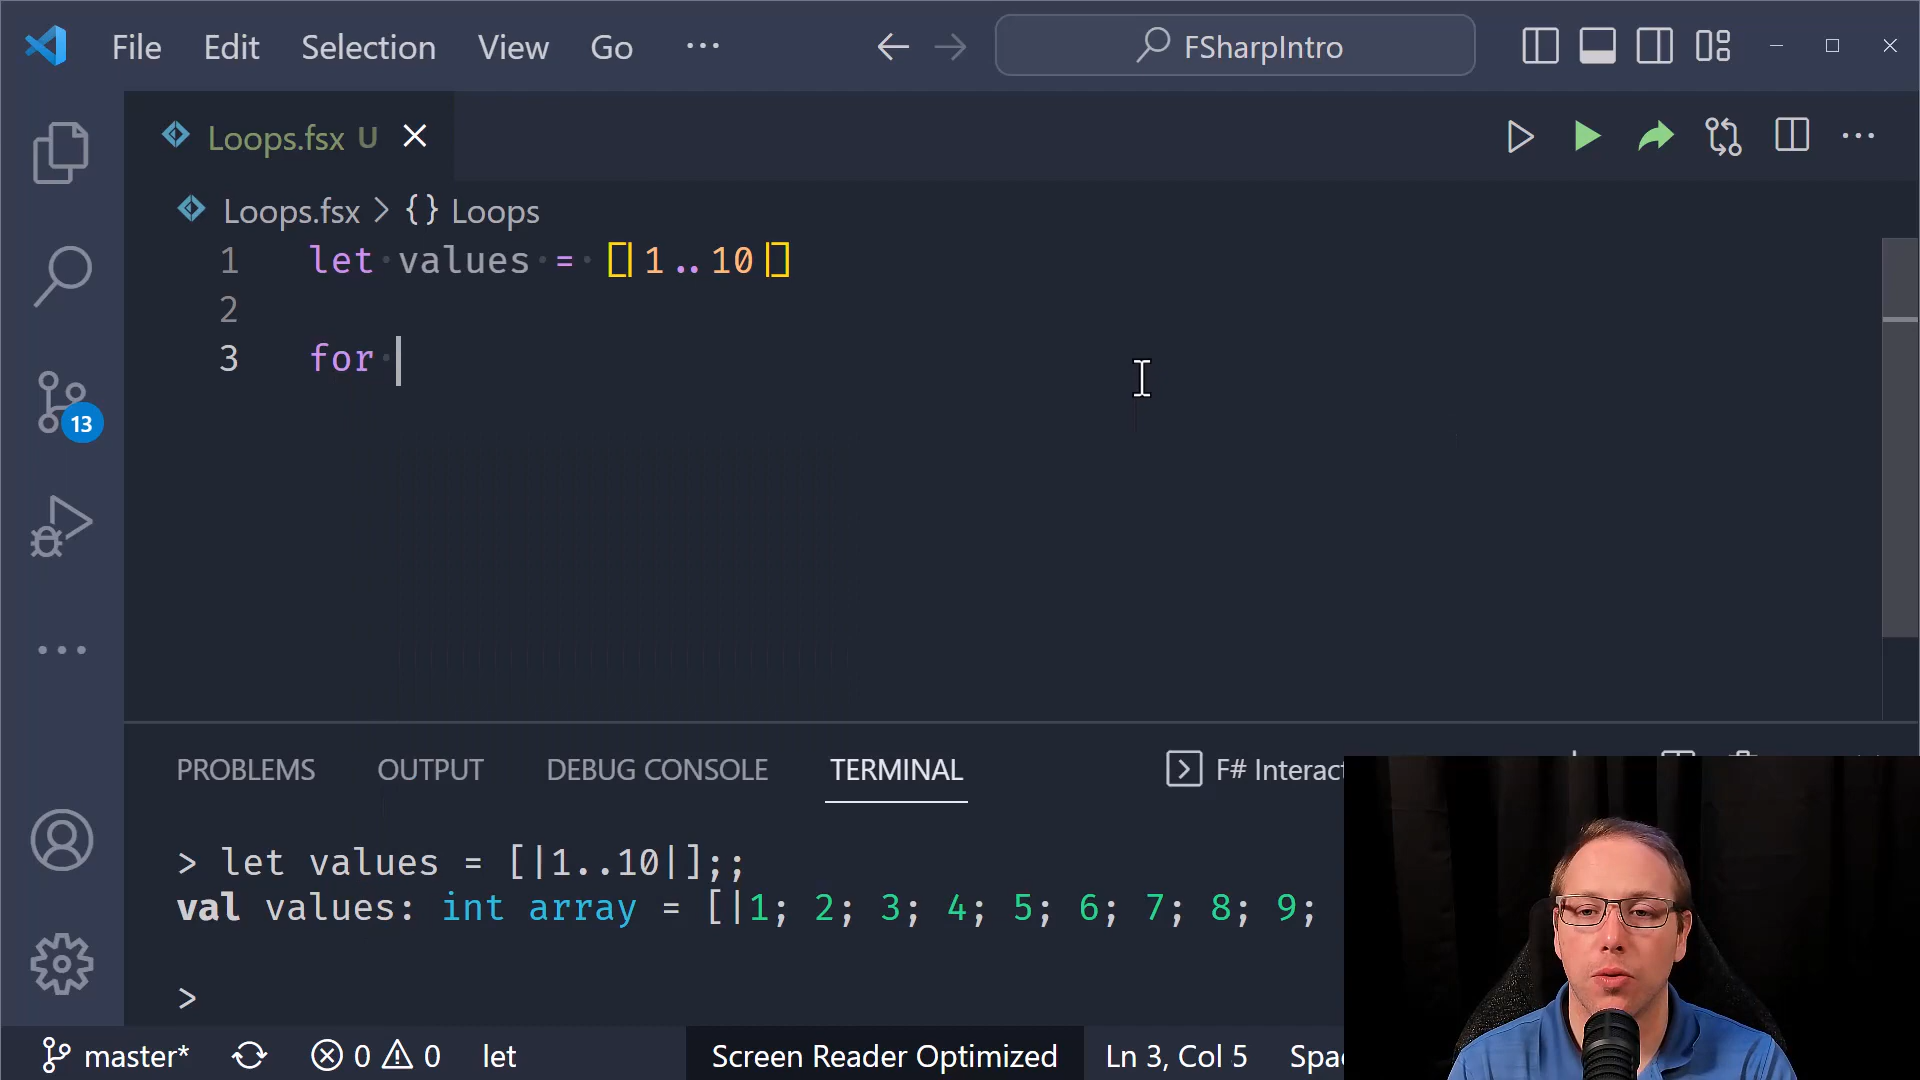 File Edit Selection View Go ··· FSharpIntro
Loops.fsx U
Loops.fsx > {} Loops
1 let values = [|1..10|]
2
3 for
13
PROBLEMS OUTPUT DEBUG CONSOLE TERMINAL F# Interact
> let values = [|1..10|];;
val values: int array = [|1; 2; 3; 4; 5; 6; 7; 8; 9;
>
master* 0 0 let Screen Reader Optimized Ln 3, Col 5 Spa